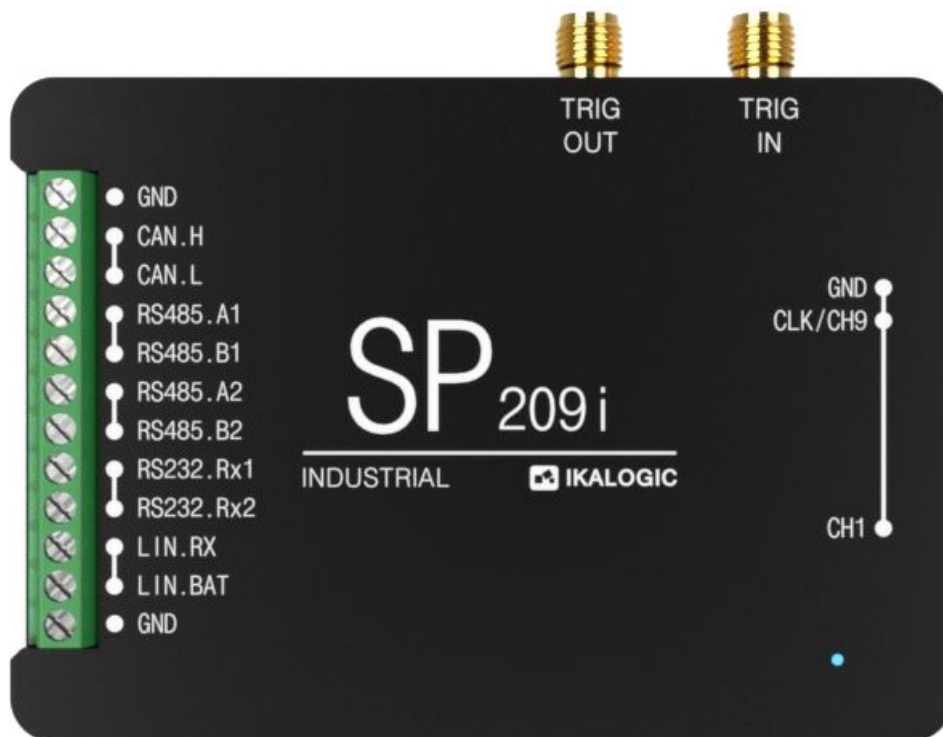 TRIG
OUT
TRIG
IN
GND
CAN.H
CAN.L
RS485.A1
RS485.B1
RS485.A2
RS485.B2
RS232.Rx1
RS232.Rx2
LIN.RX
LIN.BAT
GND
SP 209i
INDUSTRIAL
IKALOGIC
GND
CLK/CH9
CH1